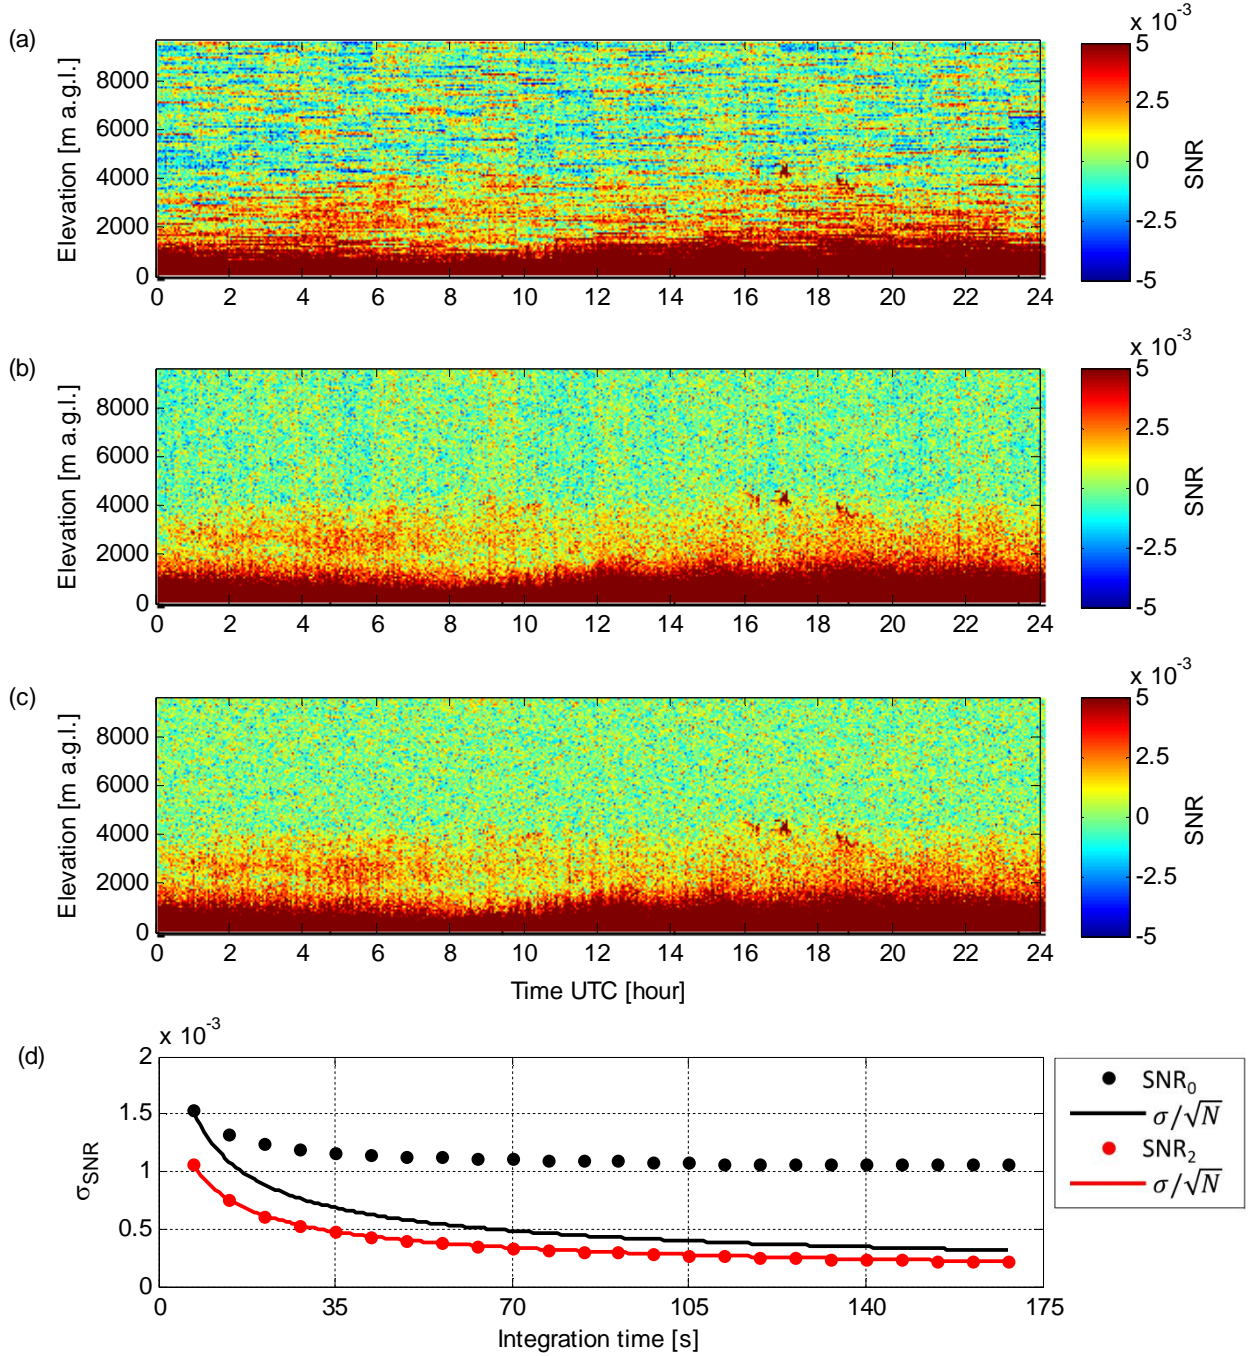 (a)
x 10⁻³
Elevation [m a.g.l.]
8000
6000
4000
2000
0
0 2 4 6 8 10 12 14 16 18 20 22 24
5
2.5
0
-2.5
-5
SNR
(b)
x 10⁻³
Elevation [m a.g.l.]
8000
6000
4000
2000
0
0 2 4 6 8 10 12 14 16 18 20 22 24
5
2.5
0
-2.5
-5
SNR
(c)
x 10⁻³
Elevation [m a.g.l.]
8000
6000
4000
2000
0
0 2 4 6 8 10 12 14 16 18 20 22 24
5
2.5
0
-2.5
-5
SNR
Time UTC [hour]
(d)
x 10⁻³
σSNR
2
1.5
1
0.5
0
0 35 70 105 140 175
Integration time [s]
SNR₀
σ/√N
SNR₂
σ/√N